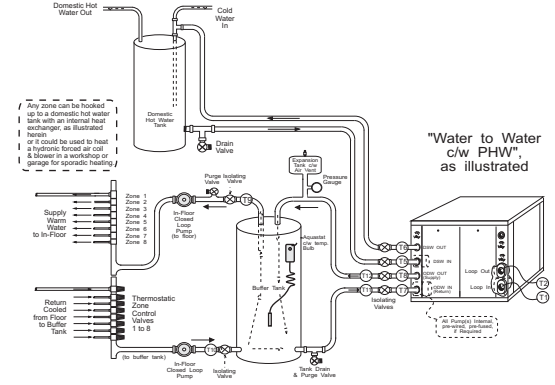 Domestic Hot
Water Out
Cold
Water
In
Any zone can be hooked
up to a domestic hot water
tank with an internal heat
exchanger, as illustrated
herein
or it could be used to heat
a hydronic forced air coil
& blower in a workshop or
garage for sporadic heating.
Domestic
Hot Water
Tank
Drain
Valve
"Water to Water
c/w PHW",
as illustrated
Expansion
Tank c/w
Air Vent
Pressure
Gauge
Purge
Valve
Isolating
Valve
T9
Zone 1
Zone 2
Zone 3
Zone 4
Zone 5
Zone 6
Zone 7
Zone 8
Supply
Warm
Water
to In-Floor
In-Floor
Closed
Loop
Pump
(to floor)
Aquastat
c/w temp.
Bulb
Buffer Tank
T6
DSW OUT
T5
DSW IN
T12
T8
ODW OUT
(Supply)
T11
T7
ODW IN
(Return)
Loop Out
Loop In
T2
T1
Isolating
Valves
All Pump(s) Internal,
pre-wired, pre-fused,
if Required
Return
Cooled
from Floor
to Buffer
Tank
Thermostatic
Zone
Control
Valves
1 to 8
(to buffer tank)
In-Floor
Closed Loop
Pump
T10
Isolating
Valve
Tank Drain
& Purge Valve